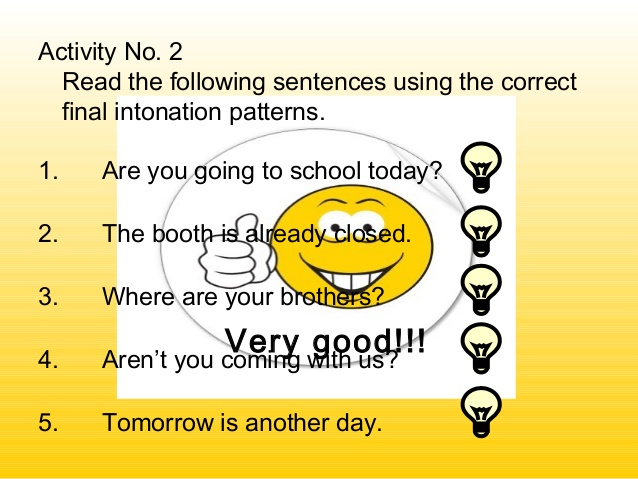 Activity No. 2
Read the following sentences using the correct
final intonation patterns.
1. Are you going to school today?
2. The booth is already closed.
3. Where are your brothers?
Very good!!!
4. Aren’t you coming with us?
5. Tomorrow is another day.